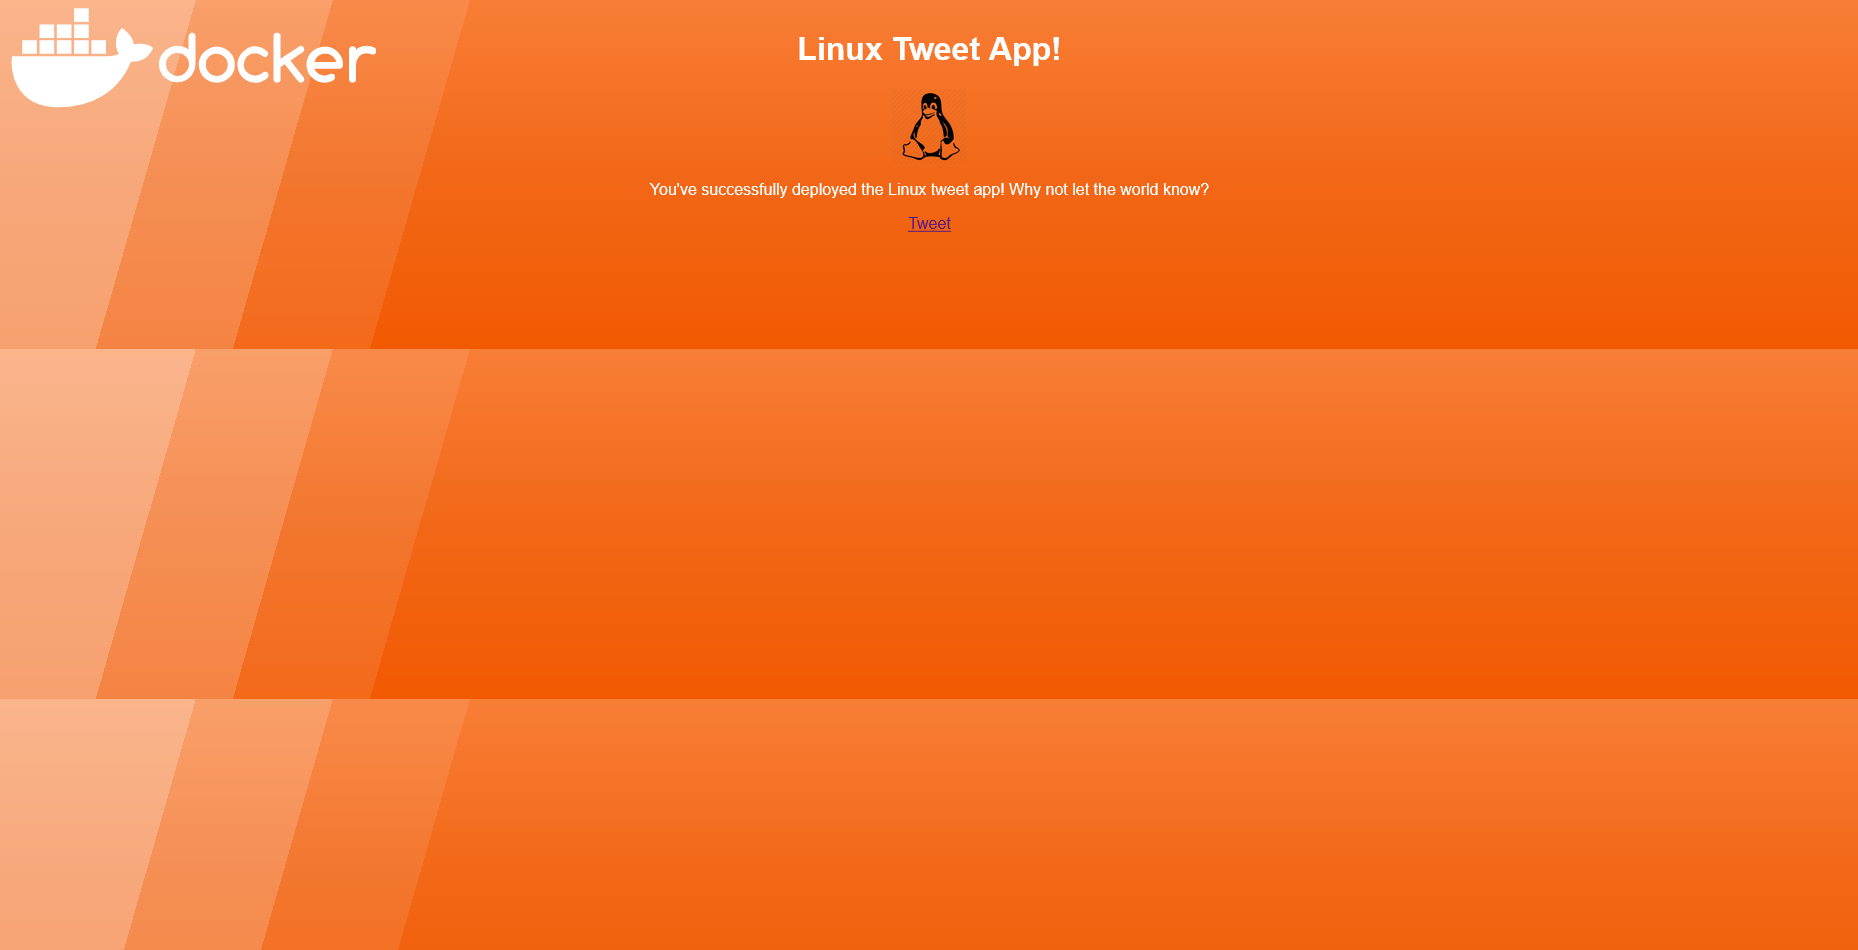 docker
Linux Tweet App!
You've successfully deployed the Linux tweet app! Why not let the world know?
Tweet